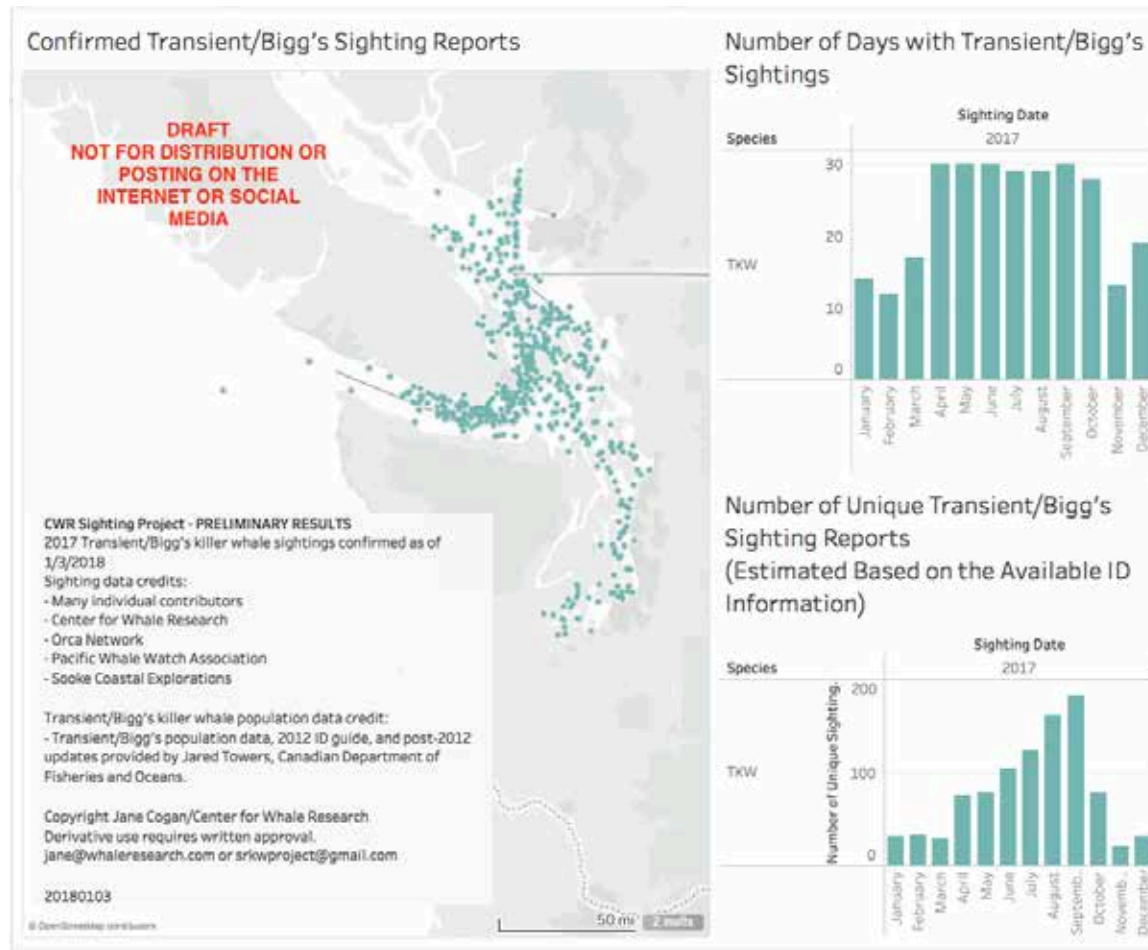 Confirmed Transient/Bigg's Sighting Reports
DRAFT
NOT FOR DISTRIBUTION OR
POSTING ON THE
INTERNET OR SOCIAL
MEDIA
CWR Sighting Project - PRELIMINARY RESULTS
2017 Transient/Bigg's killer whale sightings confirmed as of
1/3/2018
Sighting data credits:
- Many individual contributors
- Center for Whale Research
- Orca Network
- Pacific Whale Watch Association
- Sooke Coastal Explorations
Transient/Bigg's killer whale population data credit:
- Transient/Bigg's population data, 2012 ID guide, and post-2012
updates provided by Jared Towers, Canadian Department of
Fisheries and Oceans.
Copyright Jane Cogan/Center for Whale Research
Derivative use requires written approval.
jane@whaleresearch.com or srkwproject@gmail.com
20180103
© OpenStreetMap contributors
50 mi
2 nulls
Number of Days with Transient/Bigg's
Sightings
Sighting Date
Species
2017
30
20
TKW
10
0
January
February
March
April
May
June
July
August
September
October
November
December
Number of Unique Transient/Bigg's
Sighting Reports
(Estimated Based on the Available ID
Information)
Sighting Date
Species
2017
Number of Unique Sighting.
200
TKW
100
0
January
February
March
April
May
June
July
August
Septemb..
October
Novemb..
December